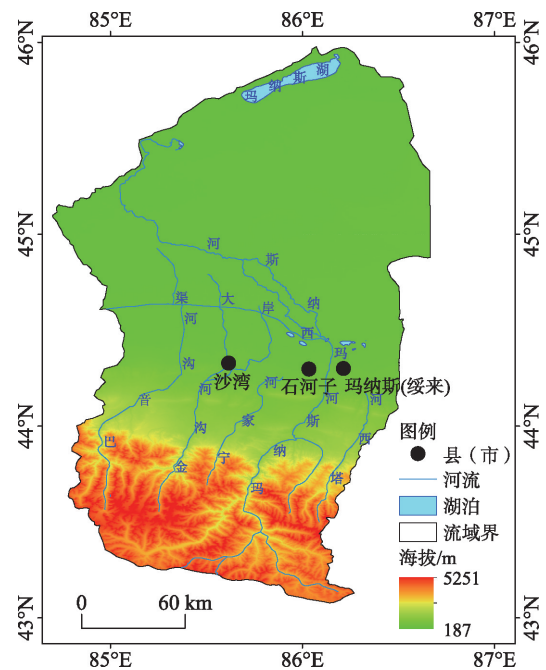 85°E
86°E
87°E
46°N
45°N
44°N
43°N
46°N
45°N
44°N
43°N
玛纳斯湖
玛纳斯河
西岸大渠
巴音沟河
金沟河
宁家河
玛纳斯河
塔西河
沙湾
石河子
玛纳斯(绥来)
图例
县（市）
河流
湖泊
流域界
海拔/m
5251
187
0
60 km
85°E
86°E
87°E